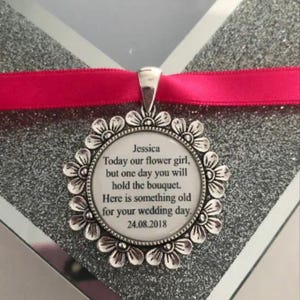 Jessica
Today our flower girl,
but one day you will
hold the bouquet.
Here is something old
for your wedding day.
24.08.2018